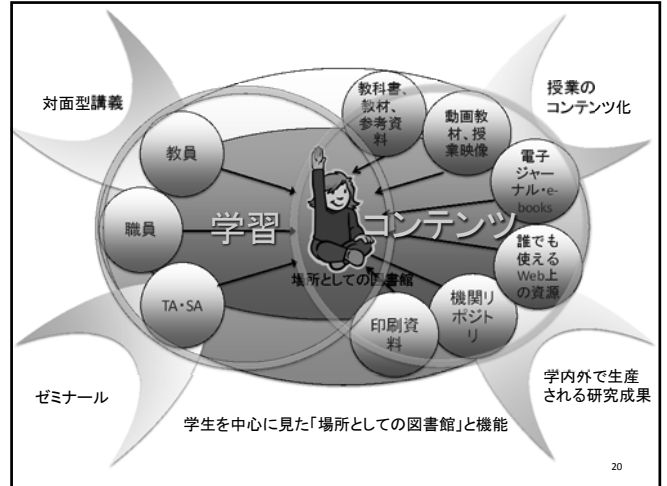 対面型講義
授業の
コンテンツ化
教科書、
教材、
参考資
料
動画教
材、授
業映像
教員
電子
ジャー
ナル・e-
books
職員
学習
コンテンツ
誰でも
使える
Web上
の資源
場所としての図書館
TA・SA
機関リ
ポジト
リ
印刷資
料
ゼミナール
学内外で生産
される研究成果
学生を中心に見た「場所としての図書館」と機能
20